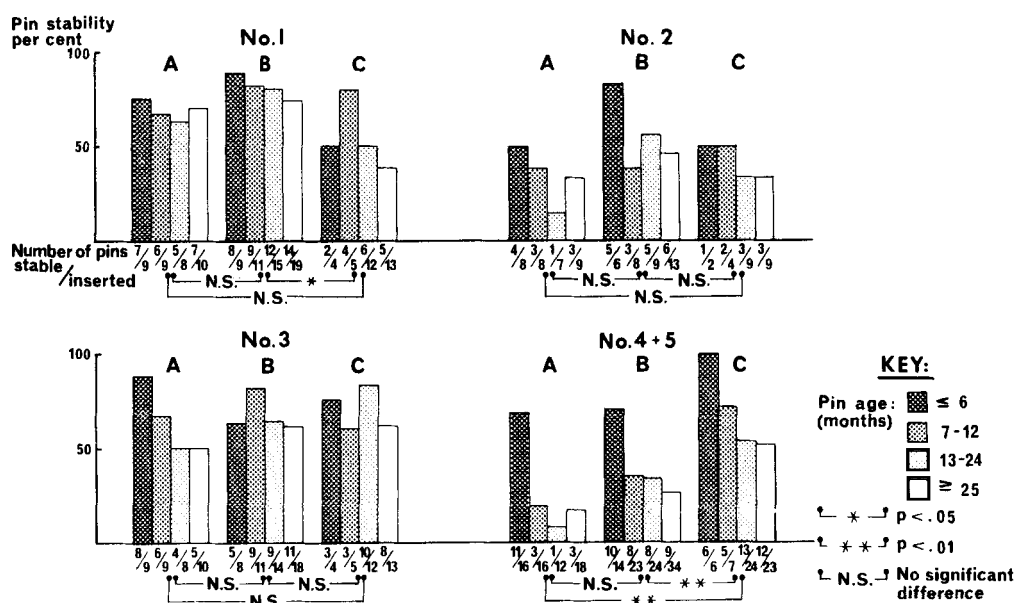 Pin stability
per cent
100
50
No.1
A B C
Number of pins
stable
/inserted
7/9 6/9 5/8 7/10 8/9 9/11 12/15 14/19 2/4 4/5 6/12 5/13
N.S. *
N.S.
No.2
A B C
4/8 3/8 1/7 3/9 5/6 3/8 5/9 6/13 1/2 2/4 3/9 3/9
N.S. N.S.
N.S.
No.3
100
50
A B C
8/9 6/9 4/8 5/10 5/8 9/11 9/14 11/18 3/4 3/5 10/12 8/13
N.S. N.S.
N.S.
No.4+5
A B C
11/16 3/16 1/12 3/18 10/14 8/23 8/24 9/34 6/6 5/7 13/24 12/23
N.S. **
**
KEY:
Pin age:
(months)
≤ 6
7-12
13-24
≥ 25
* p < .05
** p < .01
N.S. No significant
difference